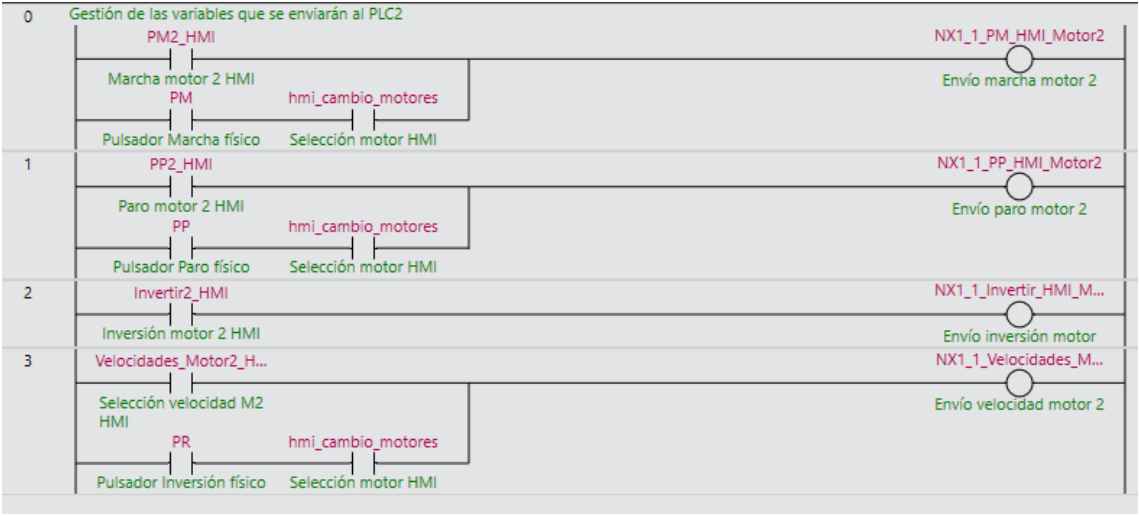 0 Gestión de las variables que se enviarán al PLC2
PM2_HMI NX1_1_PM_HMI_Motor2
Marcha motor 2 HMI Envío marcha motor 2
PM hmi_cambio_motores
Pulsador Marcha físico Selección motor HMI
1 PP2_HMI NX1_1_PP_HMI_Motor2
Paro motor 2 HMI Envío paro motor 2
PP hmi_cambio_motores
Pulsador Paro físico Selección motor HMI
2 Invertir2_HMI NX1_1_Invertir_HMI_M...
Inversión motor 2 HMI Envío inversión motor
3 Velocidades_Motor2_H... NX1_1_Velocidades_M...
Selección velocidad M2 Envío velocidad motor 2
HMI
PR hmi_cambio_motores
Pulsador Inversión físico Selección motor HMI